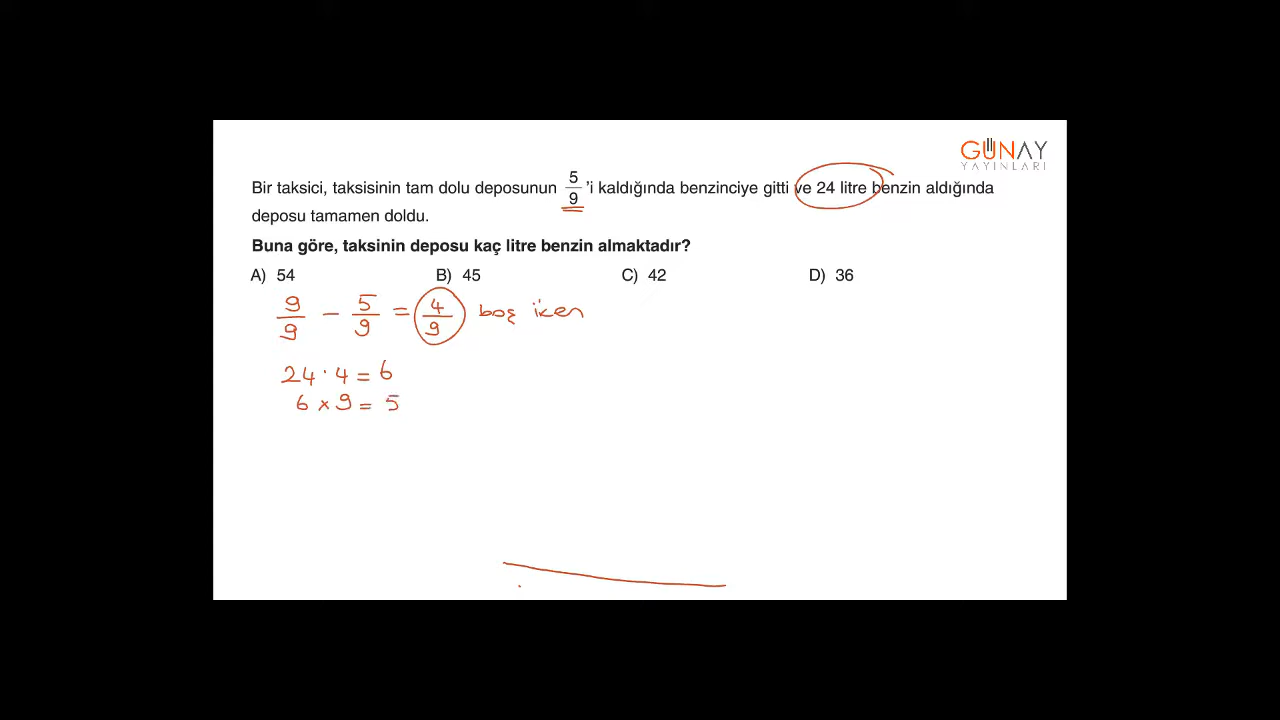 GÜNAY
YAYINLARI
Bir taksici, taksisinin tam dolu deposunun 5/9 'i kaldığında benzinciye gitti ve 24 litre benzin aldığında
deposu tamamen doldu.
Buna göre, taksinin deposu kaç litre benzin almaktadır?
A) 54 B) 45 C) 42 D) 36
9/9 - 5/9 = 4/9 boş iken
24 · 4 = 6
6 x 9 = 5